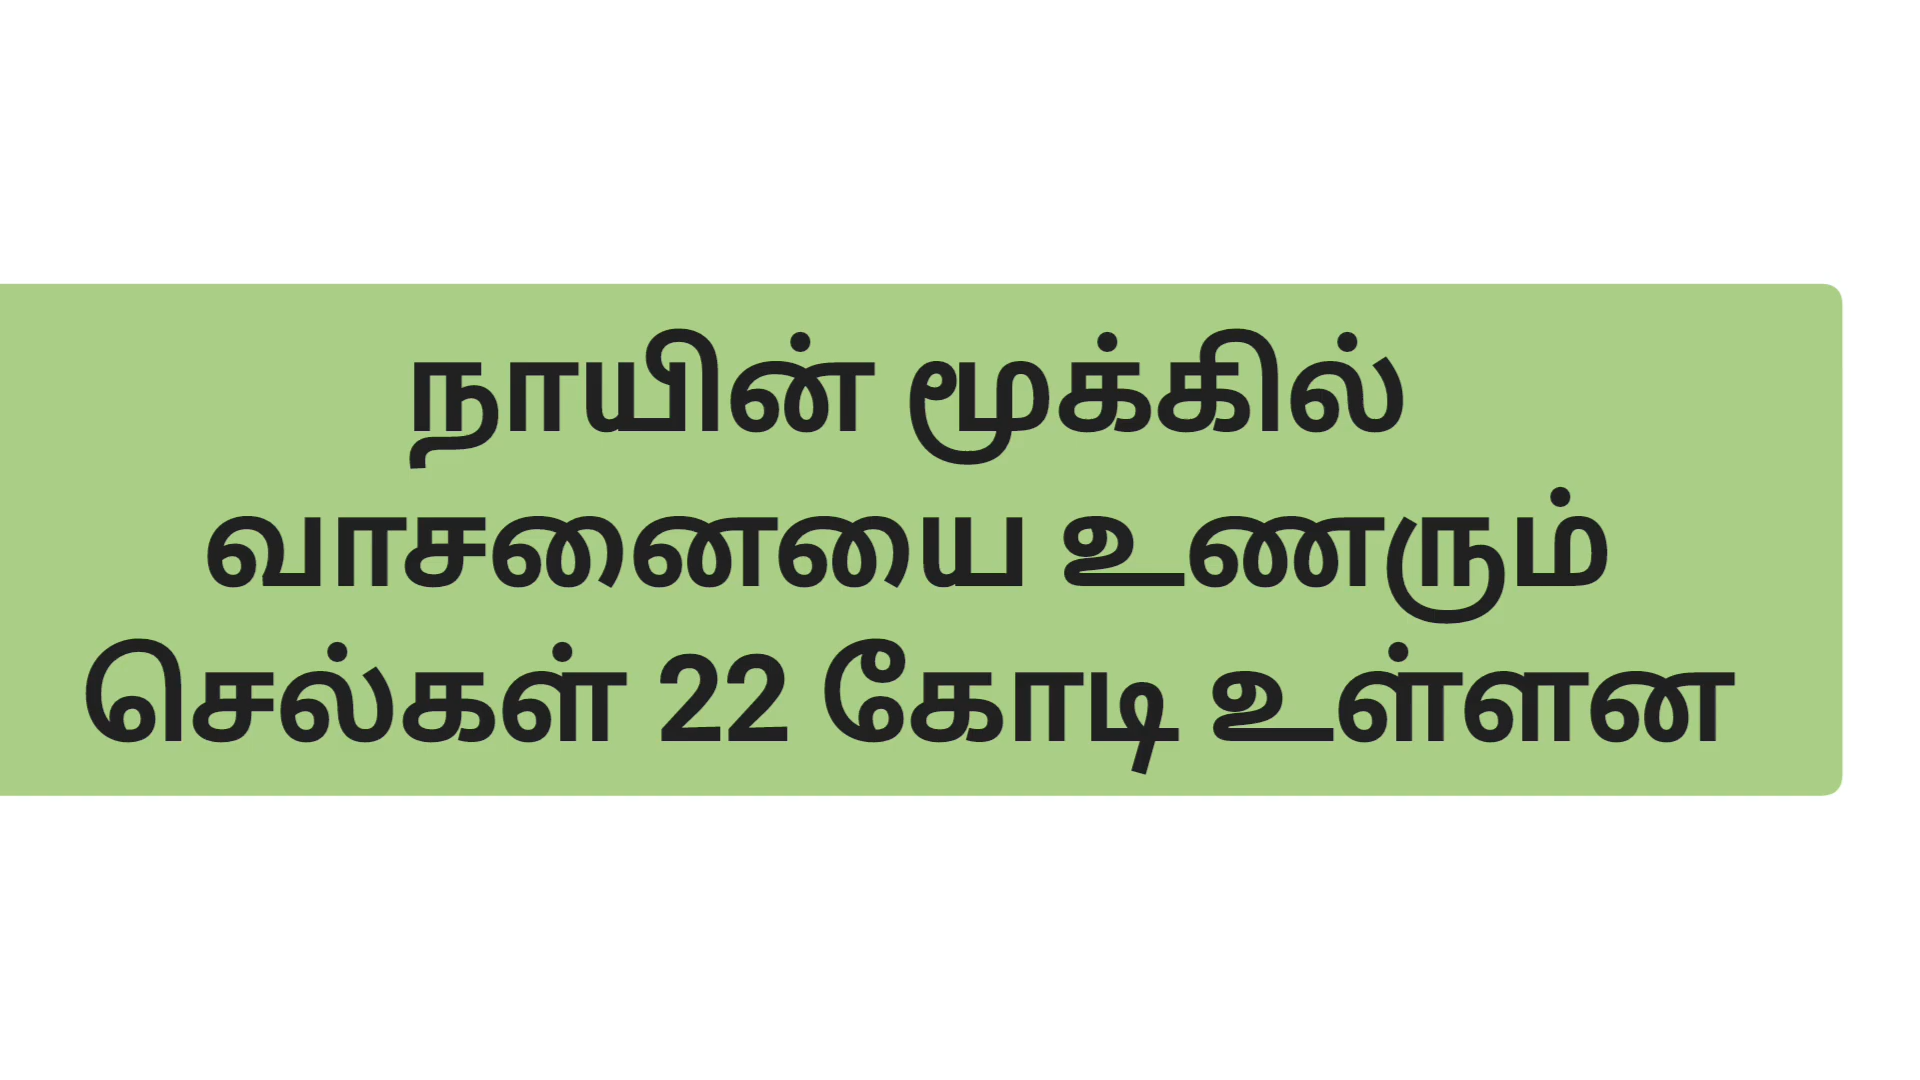 நாயின் மூக்கில்
வாசனையை உணரும்
செல்கள் 22 கோடி உள்ளன